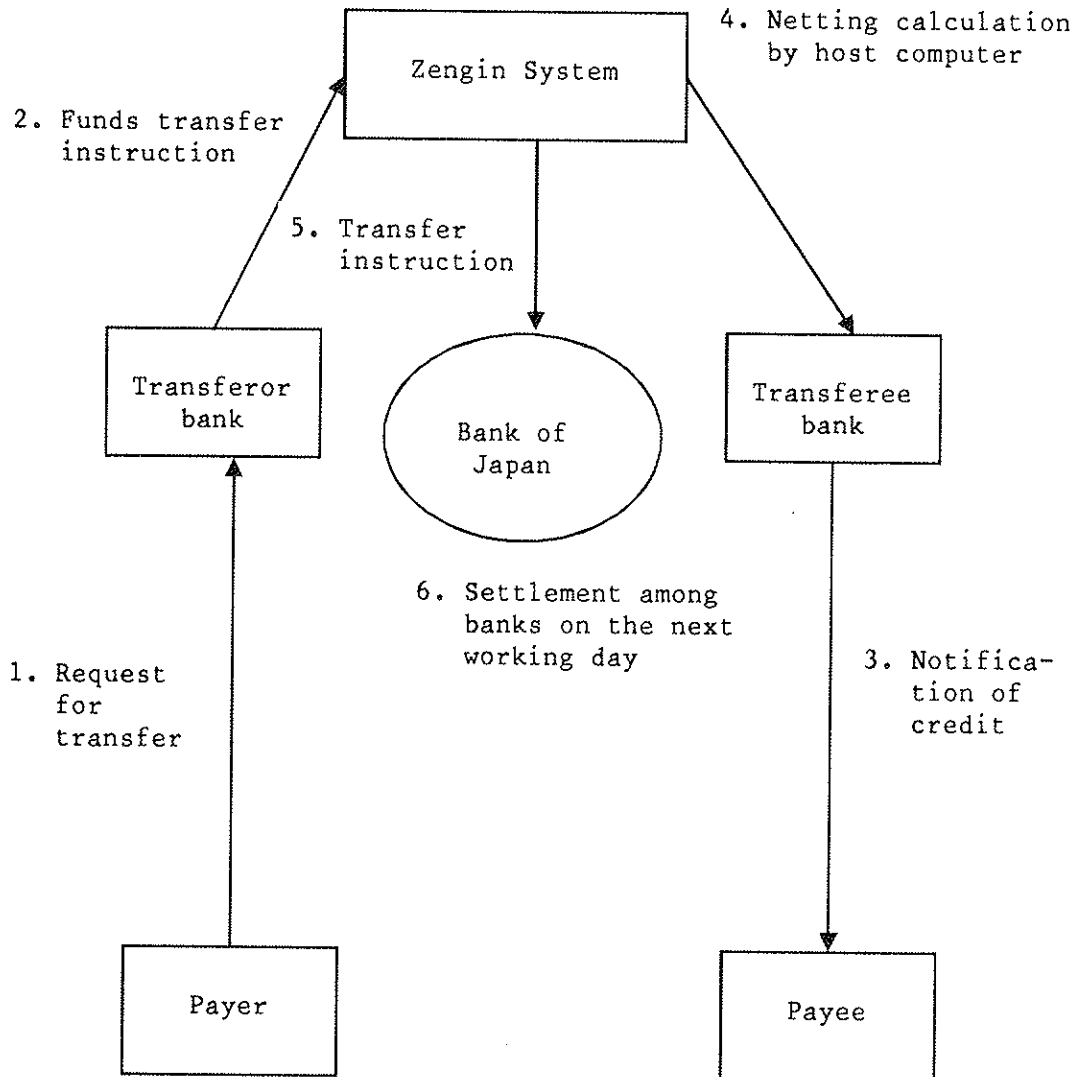 4. Netting calculation
by host computer
Zengin System
2. Funds transfer
instruction
5. Transfer
instruction
Transferor
bank
Bank of
Japan
Transferee
bank
6. Settlement among
banks on the next
working day
1. Request
for
transfer
3. Notifica-
tion of
credit
Payer
Payee